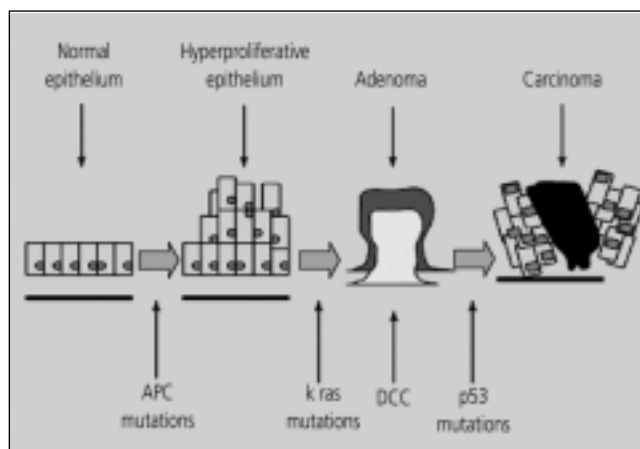 Normal
epithelium
Hyperproliferative
epithelium
Adenoma
Carcinoma
APC
mutations
k ras
mutations
DCC
p53
mutations